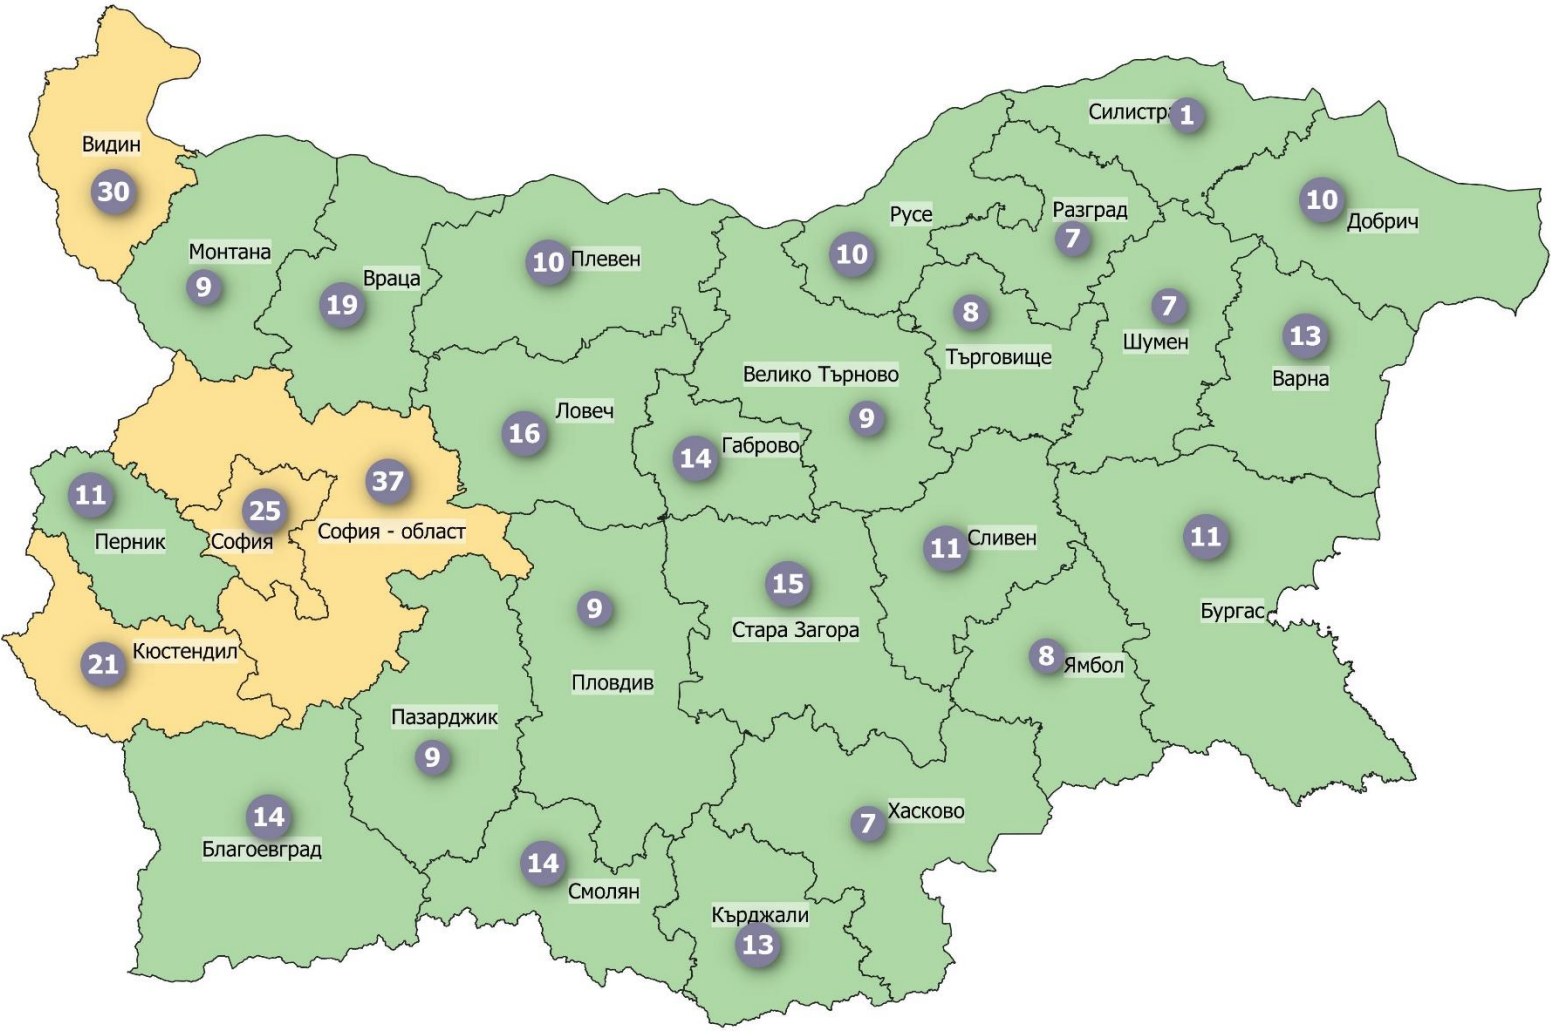 Силистра
1
Видин
30
10
Добрич
Русе
10
Разград
7
Монтана
9
Враца
19
10
Плевен
8
Търговище
7
Шумен
13
Варна
Велико Търново
9
Ловеч
16
Габрово
14
11
Перник
37
София - област
25
София
Сливен
11
11
Бургас
15
Стара Загора
9
Пловдив
21
Кюстендил
8
Ямбол
Пазарджик
9
14
Благоевград
7
Хасково
14
Смолян
Кърджали
13